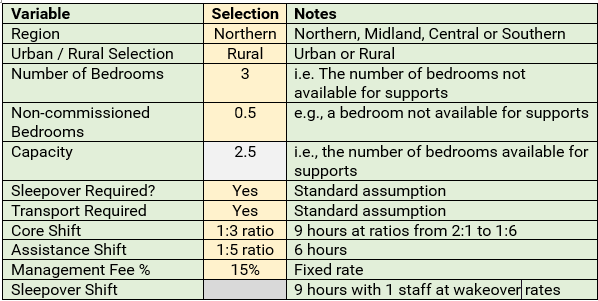 Variable Selection Notes
Region Northern Northern, Midland, Central or Southern
Urban / Rural Selection Rural Urban or Rural
Number of Bedrooms 3 i.e. The number of bedrooms not
available for supports
Non-commissioned 0.5 e.g., a bedroom not available for supports
Bedrooms
Capacity 2.5 i.e., the number of bedrooms available for
supports
Sleepover Required? Yes Standard assumption
Transport Required Yes Standard assumption
Core Shift 1:3 ratio 9 hours at ratios from 2:1 to 1:6
Assistance Shift 1:5 ratio 6 hours
Management Fee % 15% Fixed rate
Sleepover Shift 9 hours with 1 staff at wakeover rates